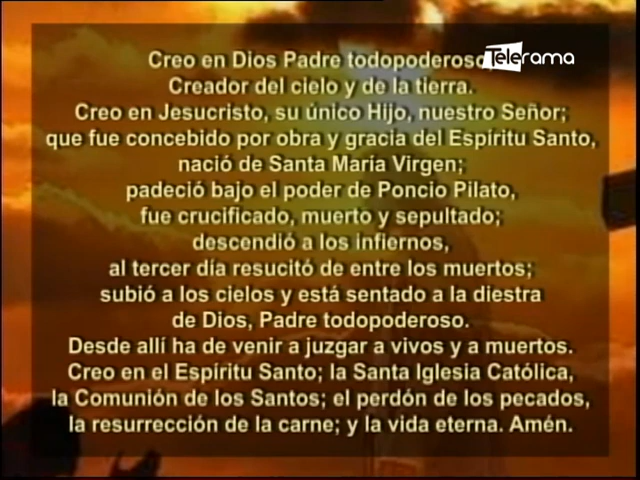 Creo en Dios Padre todopoderoso,
Telerama
Creador del cielo y de la tierra.
Creo en Jesucristo, su único Hijo, nuestro Señor;
que fue concebido por obra y gracia del Espíritu Santo,
nació de Santa María Virgen;
padeció bajo el poder de Poncio Pilato,
fue crucificado, muerto y sepultado;
descendió a los infiernos,
al tercer día resucitó de entre los muertos;
subió a los cielos y está sentado a la diestra
de Dios, Padre todopoderoso.
Desde allí ha de venir a juzgar a vivos y a muertos.
Creo en el Espíritu Santo; la Santa Iglesia Católica,
la Comunión de los Santos; el perdón de los pecados,
la resurrección de la carne; y la vida eterna. Amén.